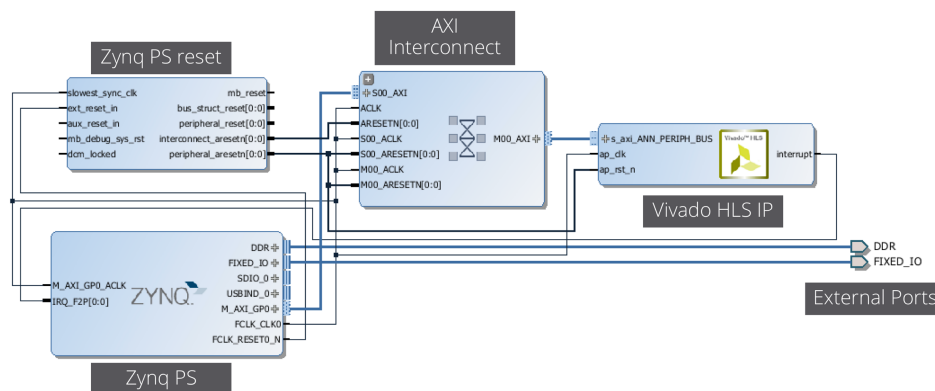 AXI
Interconnect
Zynq PS reset
slowest_sync_clk
ext_reset_in
aux_reset_in
mb_debug_sys_rst
dcm_locked
mb_reset
bus_struct_reset[0:0]
peripheral_reset[0:0]
interconnect_aresetn[0:0]
peripheral_aresetn[0:0]
S00_AXI
ACLK
ARESETN[0:0]
S00_ACLK
S00_ARESETN[0:0]
M00_ACLK
M00_ARESETN[0:0]
M00_AXI
s_axi_ANN_PERIPH_BUS
ap_clk
ap_rst_n
Vivado™ HLS
interrupt
Vivado HLS IP
M_AXI_GP0_ACLK
IRQ_F2P[0:0]
ZYNQ
DDR
FIXED_IO
SDIO_0
USBIND_0
M_AXI_GP0
FCLK_CLK0
FCLK_RESET0_N
Zynq PS
DDR
FIXED_IO
External Ports